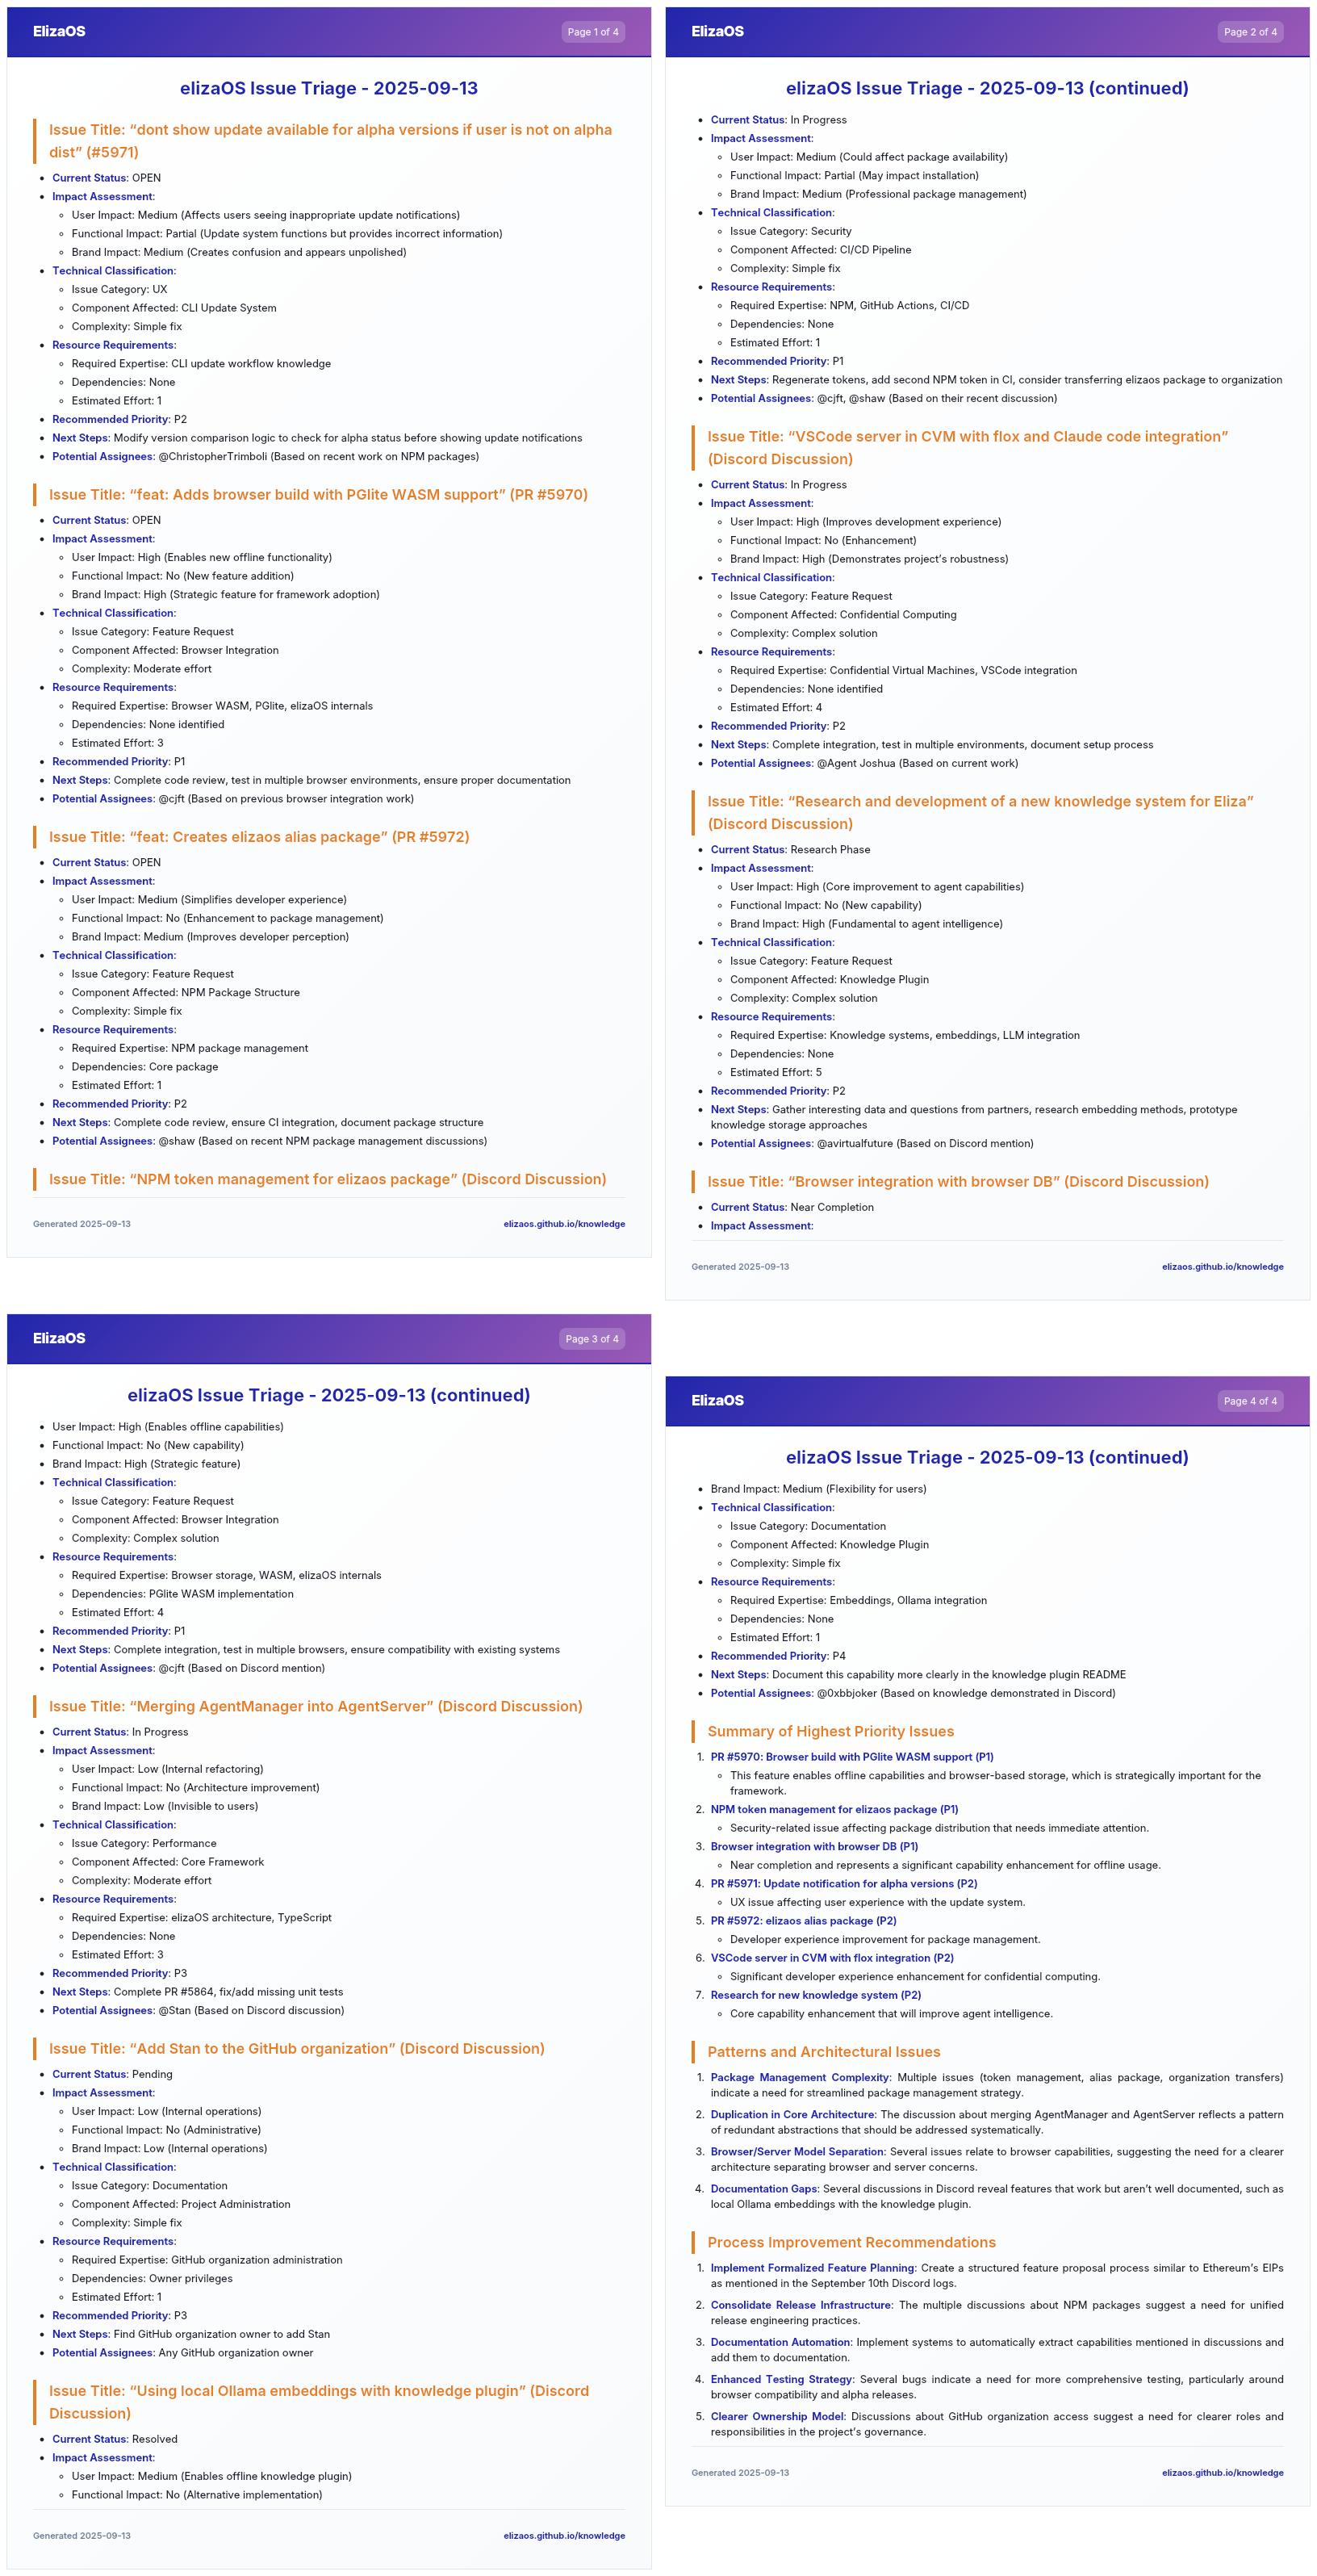 ElizaOS
Page 1 of 4
elizaOS Issue Triage - 2025-09-13
Issue Title: “dont show update available for alpha versions if user is not on alpha
dist” (#5971)
• Current Status: OPEN
• Impact Assessment:
◦ User Impact: Medium (Affects users seeing inappropriate update notifications)
◦ Functional Impact: Partial (Update system functions but provides incorrect information)
◦ Brand Impact: Medium (Creates confusion and appears unpolished)
• Technical Classification:
◦ Issue Category: UX
◦ Component Affected: CLI Update System
◦ Complexity: Simple fix
• Resource Requirements:
◦ Required Expertise: CLI update workflow knowledge
◦ Dependencies: None
◦ Estimated Effort: 1
• Recommended Priority: P2
• Next Steps: Modify version comparison logic to check for alpha status before showing update notifications
• Potential Assignees: @ChristopherTrimboli (Based on recent work on NPM packages)
Issue Title: “feat: Adds browser build with PGlite WASM support” (PR #5970)
• Current Status: OPEN
• Impact Assessment:
◦ User Impact: High (Enables new offline functionality)
◦ Functional Impact: No (New feature addition)
◦ Brand Impact: High (Strategic feature for framework adoption)
• Technical Classification:
◦ Issue Category: Feature Request
◦ Component Affected: Browser Integration
◦ Complexity: Moderate effort
• Resource Requirements:
◦ Required Expertise: Browser WASM, PGlite, elizaOS internals
◦ Dependencies: None identified
◦ Estimated Effort: 3
• Recommended Priority: P1
• Next Steps: Complete code review, test in multiple browser environments, ensure proper documentation
• Potential Assignees: @cjft (Based on previous browser integration work)
Issue Title: “feat: Creates elizaos alias package” (PR #5972)
• Current Status: OPEN
• Impact Assessment:
◦ User Impact: Medium (Simplifies developer experience)
◦ Functional Impact: No (Enhancement to package management)
◦ Brand Impact: Medium (Improves developer perception)
• Technical Classification:
◦ Issue Category: Feature Request
◦ Component Affected: NPM Package Structure
◦ Complexity: Simple fix
• Resource Requirements:
◦ Required Expertise: NPM package management
◦ Dependencies: Core package
◦ Estimated Effort: 1
• Recommended Priority: P2
• Next Steps: Complete code review, ensure CI integration, document package structure
• Potential Assignees: @shaw (Based on recent NPM package management discussions)
Issue Title: “NPM token management for elizaos package” (Discord Discussion)
Generated 2025-09-13
elizaos.github.io/knowledge
ElizaOS
Page 2 of 4
elizaOS Issue Triage - 2025-09-13 (continued)
• Current Status: In Progress
• Impact Assessment:
◦ User Impact: Medium (Could affect package availability)
◦ Functional Impact: Partial (May impact installation)
◦ Brand Impact: Medium (Professional package management)
• Technical Classification:
◦ Issue Category: Security
◦ Component Affected: CI/CD Pipeline
◦ Complexity: Simple fix
• Resource Requirements:
◦ Required Expertise: NPM, GitHub Actions, CI/CD
◦ Dependencies: None
◦ Estimated Effort: 1
• Recommended Priority: P1
• Next Steps: Regenerate tokens, add second NPM token in CI, consider transferring elizaos package to organization
• Potential Assignees: @cjft, @shaw (Based on their recent discussion)
Issue Title: “VSCode server in CVM with flox and Claude code integration”
(Discord Discussion)
• Current Status: In Progress
• Impact Assessment:
◦ User Impact: High (Improves development experience)
◦ Functional Impact: No (Enhancement)
◦ Brand Impact: High (Demonstrates project’s robustness)
• Technical Classification:
◦ Issue Category: Feature Request
◦ Component Affected: Confidential Computing
◦ Complexity: Complex solution
• Resource Requirements:
◦ Required Expertise: Confidential Virtual Machines, VSCode integration
◦ Dependencies: None identified
◦ Estimated Effort: 4
• Recommended Priority: P2
• Next Steps: Complete integration, test in multiple environments, document setup process
• Potential Assignees: @Agent Joshua (Based on current work)
Issue Title: “Research and development of a new knowledge system for Eliza”
(Discord Discussion)
• Current Status: Research Phase
• Impact Assessment:
◦ User Impact: High (Core improvement to agent capabilities)
◦ Functional Impact: No (New capability)
◦ Brand Impact: High (Fundamental to agent intelligence)
• Technical Classification:
◦ Issue Category: Feature Request
◦ Component Affected: Knowledge Plugin
◦ Complexity: Complex solution
• Resource Requirements:
◦ Required Expertise: Knowledge systems, embeddings, LLM integration
◦ Dependencies: None
◦ Estimated Effort: 5
• Recommended Priority: P2
• Next Steps: Gather interesting data and questions from partners, research embedding methods, prototype
knowledge storage approaches
• Potential Assignees: @avirtualfuture (Based on Discord mention)
Issue Title: “Browser integration with browser DB” (Discord Discussion)
• Current Status: Near Completion
• Impact Assessment:
Generated 2025-09-13
elizaos.github.io/knowledge
ElizaOS
Page 3 of 4
elizaOS Issue Triage - 2025-09-13 (continued)
• User Impact: High (Enables offline capabilities)
• Functional Impact: No (New capability)
• Brand Impact: High (Strategic feature)
• Technical Classification:
◦ Issue Category: Feature Request
◦ Component Affected: Browser Integration
◦ Complexity: Complex solution
• Resource Requirements:
◦ Required Expertise: Browser storage, WASM, elizaOS internals
◦ Dependencies: PGlite WASM implementation
◦ Estimated Effort: 4
• Recommended Priority: P1
• Next Steps: Complete integration, test in multiple browsers, ensure compatibility with existing systems
• Potential Assignees: @cjft (Based on Discord mention)
Issue Title: “Merging AgentManager into AgentServer” (Discord Discussion)
• Current Status: In Progress
• Impact Assessment:
◦ User Impact: Low (Internal refactoring)
◦ Functional Impact: No (Architecture improvement)
◦ Brand Impact: Low (Invisible to users)
• Technical Classification:
◦ Issue Category: Performance
◦ Component Affected: Core Framework
◦ Complexity: Moderate effort
• Resource Requirements:
◦ Required Expertise: elizaOS architecture, TypeScript
◦ Dependencies: None
◦ Estimated Effort: 3
• Recommended Priority: P3
• Next Steps: Complete PR #5864, fix/add missing unit tests
• Potential Assignees: @Stan (Based on Discord discussion)
Issue Title: “Add Stan to the GitHub organization” (Discord Discussion)
• Current Status: Pending
• Impact Assessment:
◦ User Impact: Low (Internal operations)
◦ Functional Impact: No (Administrative)
◦ Brand Impact: Low (Internal operations)
• Technical Classification:
◦ Issue Category: Documentation
◦ Component Affected: Project Administration
◦ Complexity: Simple fix
• Resource Requirements:
◦ Required Expertise: GitHub organization administration
◦ Dependencies: Owner privileges
◦ Estimated Effort: 1
• Recommended Priority: P3
• Next Steps: Find GitHub organization owner to add Stan
• Potential Assignees: Any GitHub organization owner
Issue Title: “Using local Ollama embeddings with knowledge plugin” (Discord
Discussion)
• Current Status: Resolved
• Impact Assessment:
◦ User Impact: Medium (Enables offline knowledge plugin)
◦ Functional Impact: No (Alternative implementation)
Generated 2025-09-13
elizaos.github.io/knowledge
ElizaOS
Page 4 of 4
elizaOS Issue Triage - 2025-09-13 (continued)
• Brand Impact: Medium (Flexibility for users)
• Technical Classification:
◦ Issue Category: Documentation
◦ Component Affected: Knowledge Plugin
◦ Complexity: Simple fix
• Resource Requirements:
◦ Required Expertise: Embeddings, Ollama integration
◦ Dependencies: None
◦ Estimated Effort: 1
• Recommended Priority: P4
• Next Steps: Document this capability more clearly in the knowledge plugin README
• Potential Assignees: @0xbbjoker (Based on knowledge demonstrated in Discord)
Summary of Highest Priority Issues
1. PR #5970: Browser build with PGlite WASM support (P1)
◦ This feature enables offline capabilities and browser-based storage, which is strategically important for the
framework.
2. NPM token management for elizaos package (P1)
◦ Security-related issue affecting package distribution that needs immediate attention.
3. Browser integration with browser DB (P1)
◦ Near completion and represents a significant capability enhancement for offline usage.
4. PR #5971: Update notification for alpha versions (P2)
◦ UX issue affecting user experience with the update system.
5. PR #5972: elizaos alias package (P2)
◦ Developer experience improvement for package management.
6. VSCode server in CVM with flox integration (P2)
◦ Significant developer experience enhancement for confidential computing.
7. Research for new knowledge system (P2)
◦ Core capability enhancement that will improve agent intelligence.
Patterns and Architectural Issues
1. Package Management Complexity: Multiple issues (token management, alias package, organization transfers)
indicate a need for streamlined package management strategy.
2. Duplication in Core Architecture: The discussion about merging AgentManager and AgentServer reflects a pattern
of redundant abstractions that should be addressed systematically.
3. Browser/Server Model Separation: Several issues relate to browser capabilities, suggesting the need for a clearer
architecture separating browser and server concerns.
4. Documentation Gaps: Several discussions in Discord reveal features that work but aren’t well documented, such as
local Ollama embeddings with the knowledge plugin.
Process Improvement Recommendations
1. Implement Formalized Feature Planning: Create a structured feature proposal process similar to Ethereum’s EIPs
as mentioned in the September 10th Discord logs.
2. Consolidate Release Infrastructure: The multiple discussions about NPM packages suggest a need for unified
release engineering practices.
3. Documentation Automation: Implement systems to automatically extract capabilities mentioned in discussions and
add them to documentation.
4. Enhanced Testing Strategy: Several bugs indicate a need for more comprehensive testing, particularly around
browser compatibility and alpha releases.
5. Clearer Ownership Model: Discussions about GitHub organization access suggest a need for clearer roles and
responsibilities in the project’s governance.
Generated 2025-09-13
elizaos.github.io/knowledge